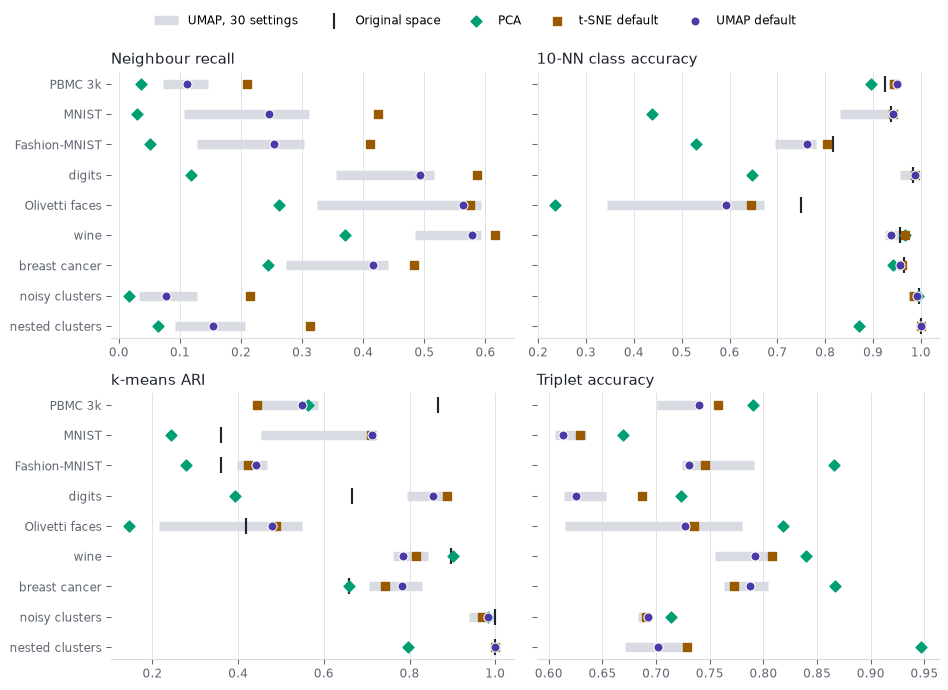 UMAP, 30 settings Original space PCA t-SNE default UMAP default
Neighbour recall
10-NN class accuracy
PBMC 3k
MNIST
Fashion-MNIST
digits
Olivetti faces
wine
breast cancer
noisy clusters
nested clusters
0.0 0.1 0.2 0.3 0.4 0.5 0.6
0.2 0.3 0.4 0.5 0.6 0.7 0.8 0.9 1.0
k-means ARI
Triplet accuracy
PBMC 3k
MNIST
Fashion-MNIST
digits
Olivetti faces
wine
breast cancer
noisy clusters
nested clusters
0.2 0.4 0.6 0.8 1.0
0.60 0.65 0.70 0.75 0.80 0.85 0.90 0.95